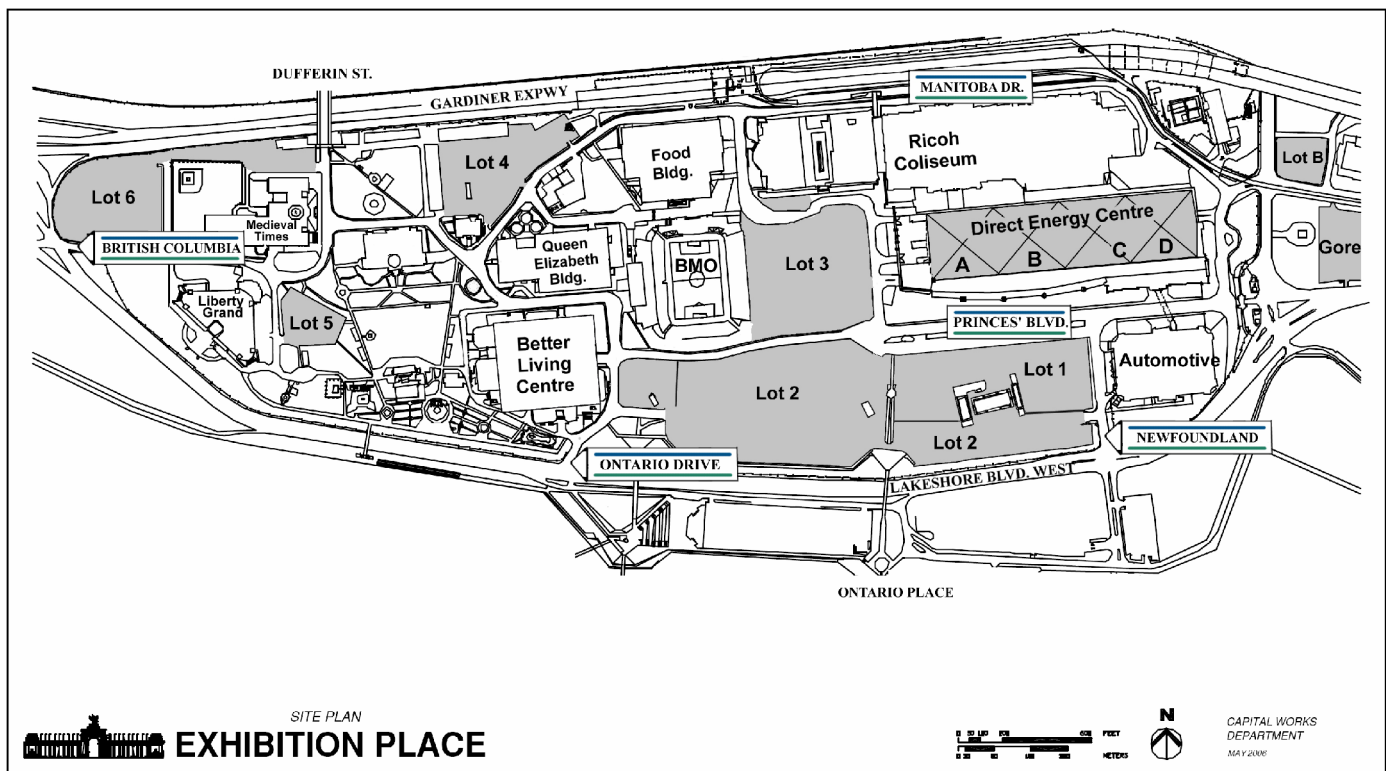 DUFFERIN ST.
GARDINER EXPWY
MANITOBA DR.
Ricoh
Coliseum
Food
Bldg.
Lot 4
Lot B
Lot 6
Medieval
Times
BRITISH COLUMBIA
Queen
Elizabeth
Bldg.
BMO
Lot 3
Direct Energy Centre
A
B
C
D
Gore
Liberty
Grand
Lot 5
PRINCES' BLVD.
Better
Living
Centre
Automotive
Lot 1
Lot 2
Lot 2
NEWFOUNDLAND
ONTARIO DRIVE
LAKESHORE BLVD. WEST
ONTARIO PLACE
SITE PLAN
EXHIBITION PLACE
FEET
METERS
N
CAPITAL WORKS
DEPARTMENT
MAY 2006